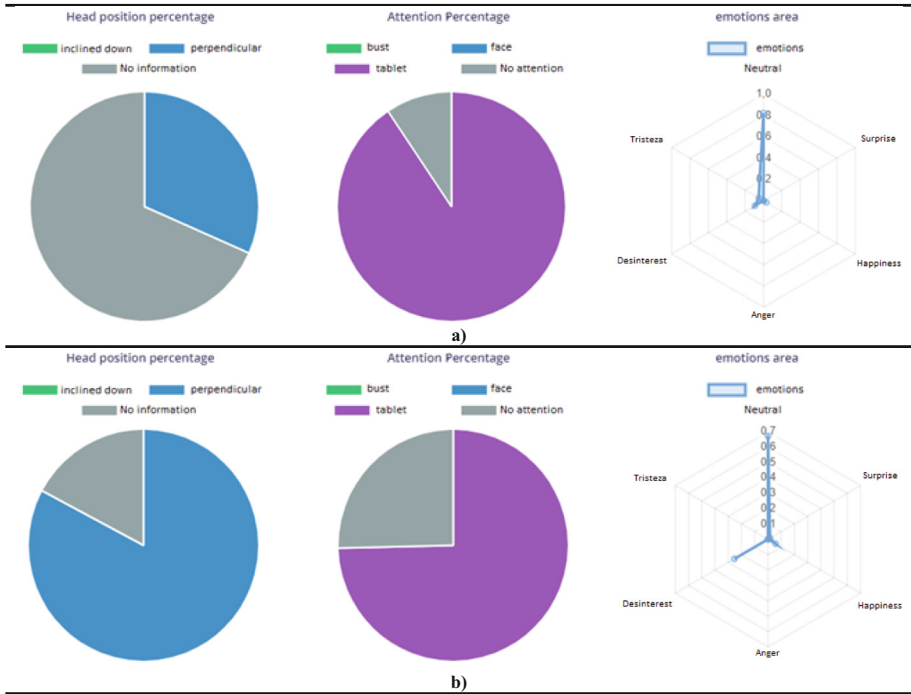 Head position percentage
Attention Percentage
emotions area
inclined down
perpendicular
No information
bust
face
tablet
No attention
emotions
Neutral
1,0
0,8
0,6
0,4
0,2
Tristeza
Surprise
Desinterest
Happiness
Anger
a)
Head position percentage
Attention Percentage
emotions area
inclined down
perpendicular
No information
bust
face
tablet
No attention
emotions
Neutral
0,7
0,6
0,5
0,4
0,3
0,2
0,1
Tristeza
Surprise
Desinterest
Happiness
Anger
b)